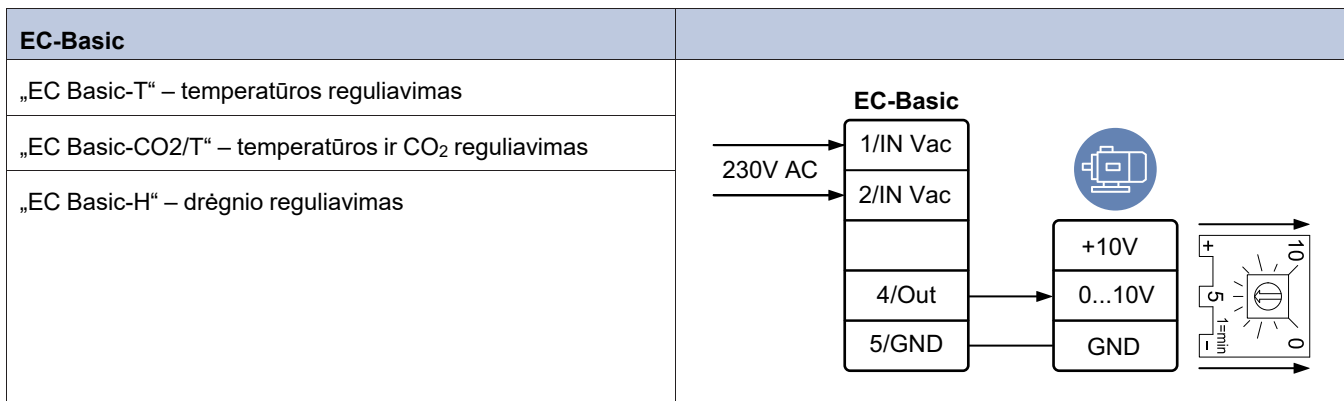 EC-Basic
„EC Basic-T“ – temperatūros reguliavimas
„EC Basic-CO2/T“ – temperatūros ir CO₂ reguliavimas
„EC Basic-H“ – drėgnio reguliavimas
EC-Basic
230V AC
1/IN Vac
2/IN Vac
4/Out
5/GND
+10V
0...10V
GND
+
10
5
1=min
-
0